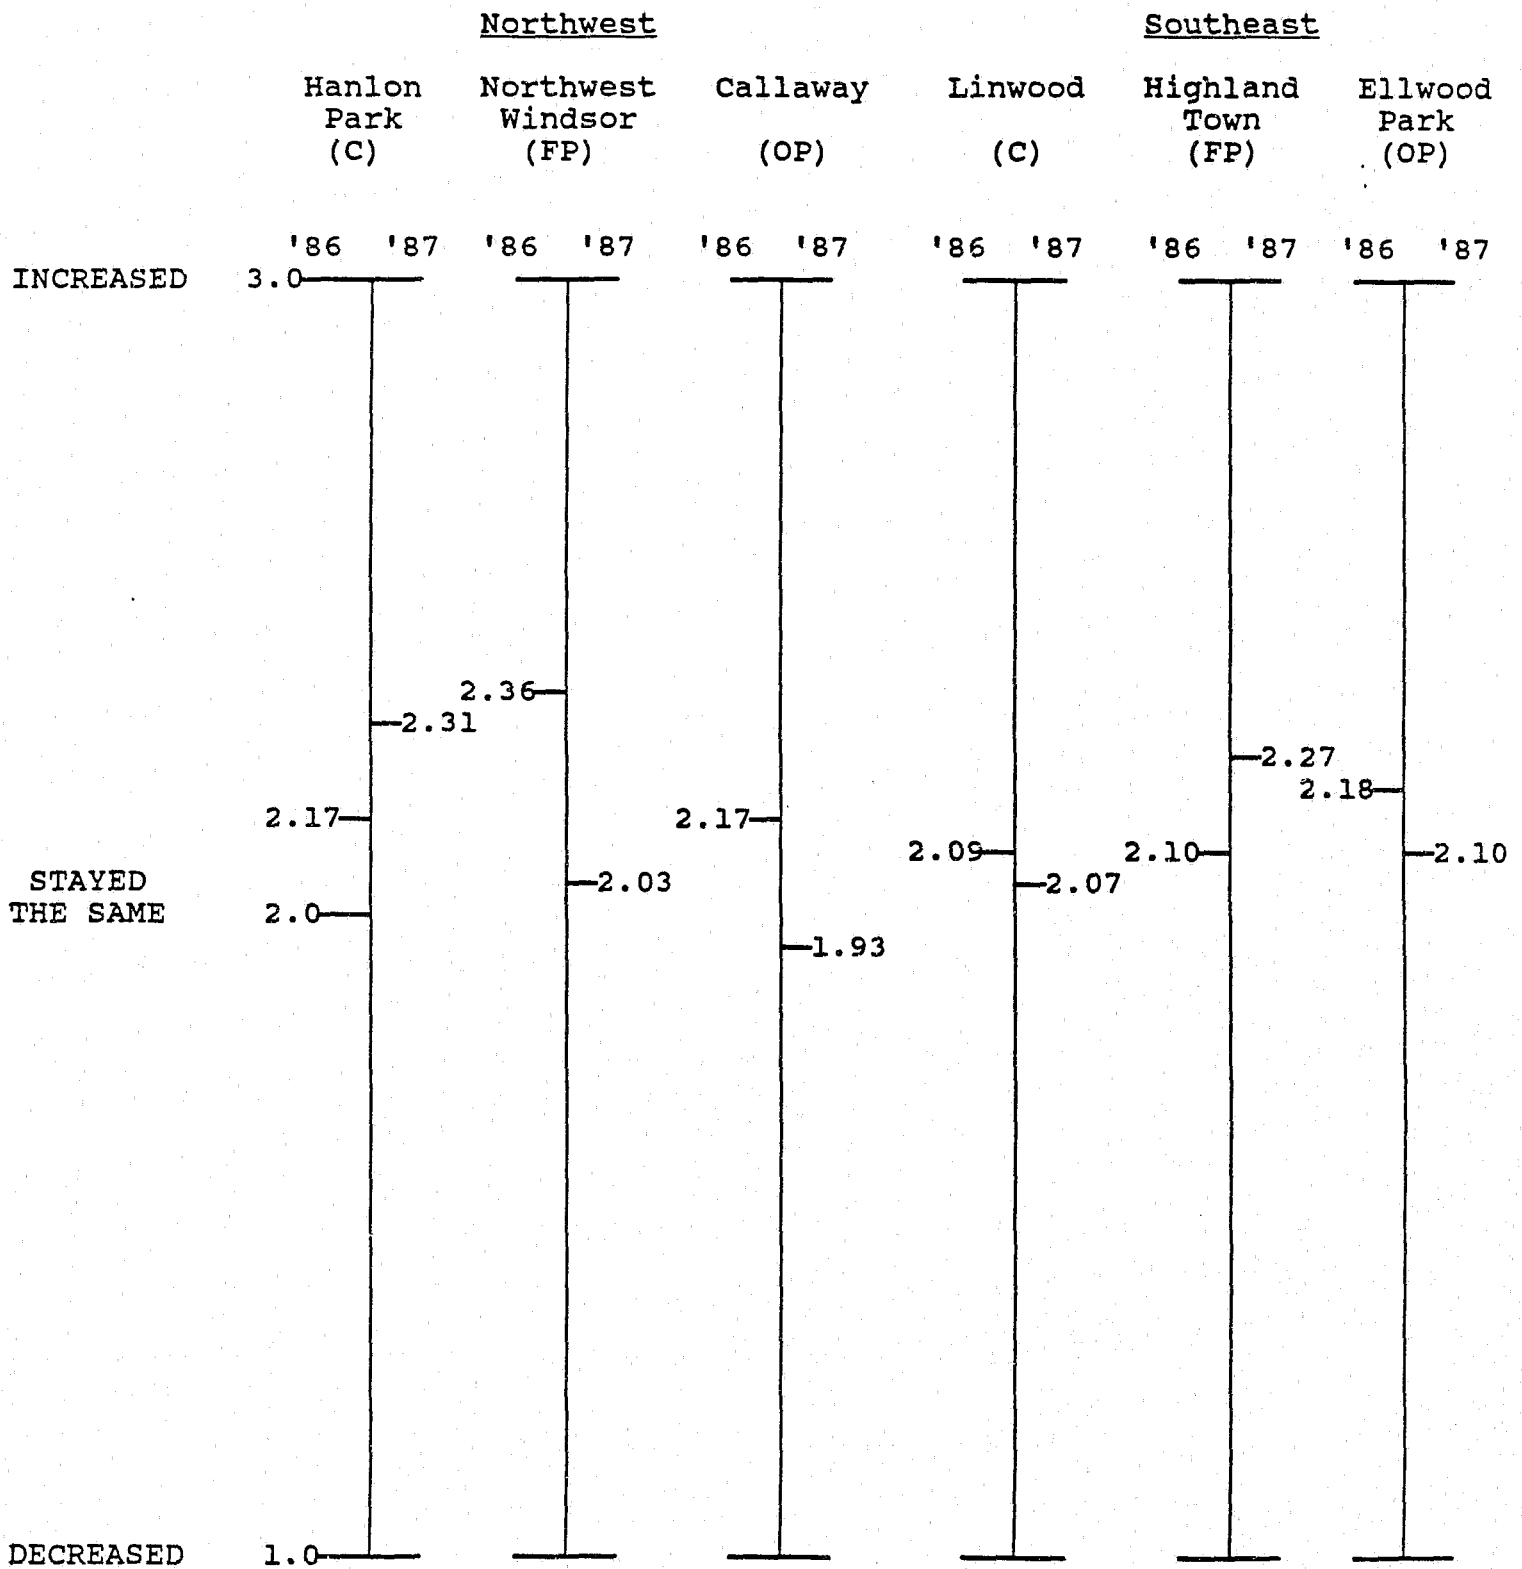 Northwest Southeast
Hanlon Northwest Callaway Linwood Highland Ellwood
Park Windsor Town Park
(C) (FP) (OP) (C) (FP) (OP)
'86 '87 '86 '87 '86 '87 '86 '87 '86 '87 '86 '87
INCREASED 3.0
2.36
2.31
2.27
2.18
2.17 2.17
2.09 2.10 2.10
STAYED 2.03 2.07
THE SAME 2.0
1.93
DECREASED 1.0